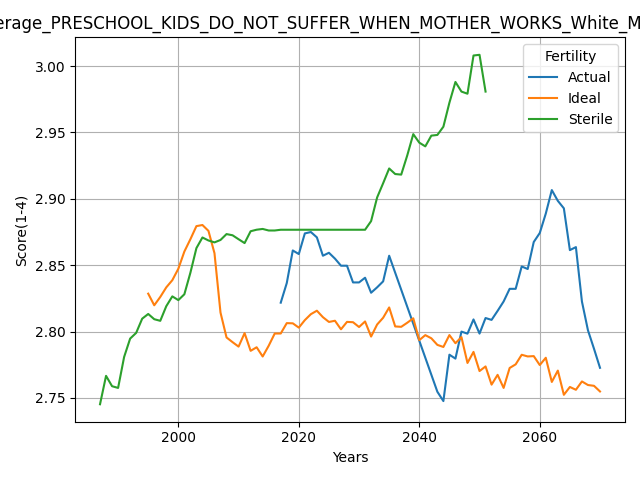 erage_PRESCHOOL_KIDS_DO_NOT_SUFFER_WHEN_MOTHER_WORKS_White_M
Fertility
Actual
Ideal
Sterile
Score(1-4)
3.00
2.95
2.90
2.85
2.80
2.75
2000
2020
2040
2060
Years